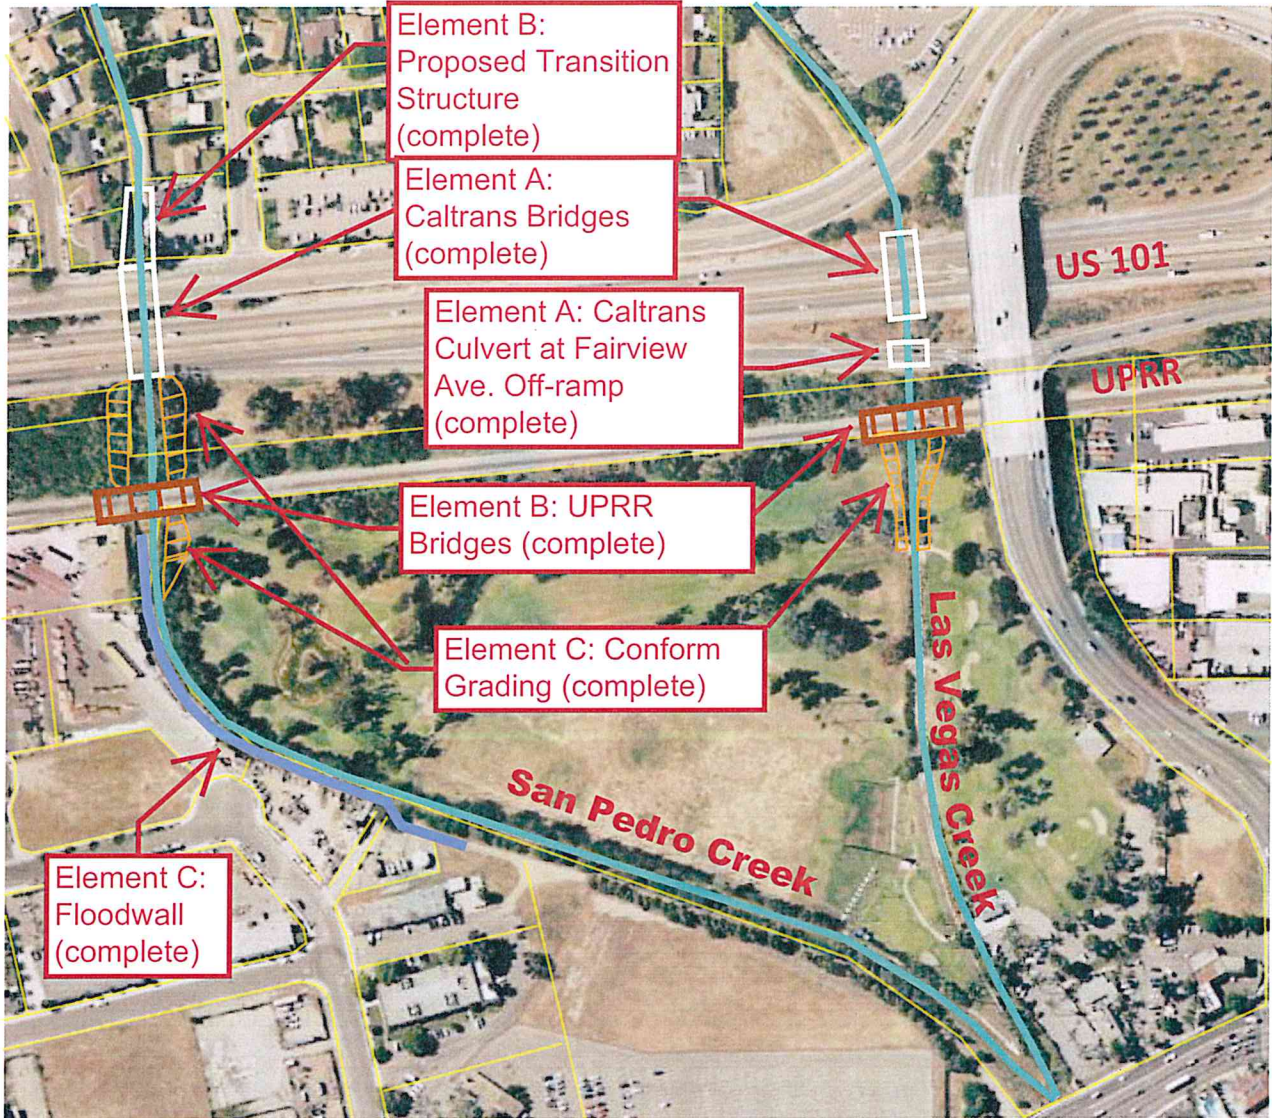 Element B:
Proposed Transition
Structure
(complete)
Element A:
Caltrans Bridges
(complete)
US 101
Element A: Caltrans
Culvert at Fairview
Ave. Off-ramp
(complete)
UPRR
Element B: UPRR
Bridges (complete)
Element C: Conform
Grading (complete)
Las Vegas Creek
San Pedro Creek
Element C:
Floodwall
(complete)